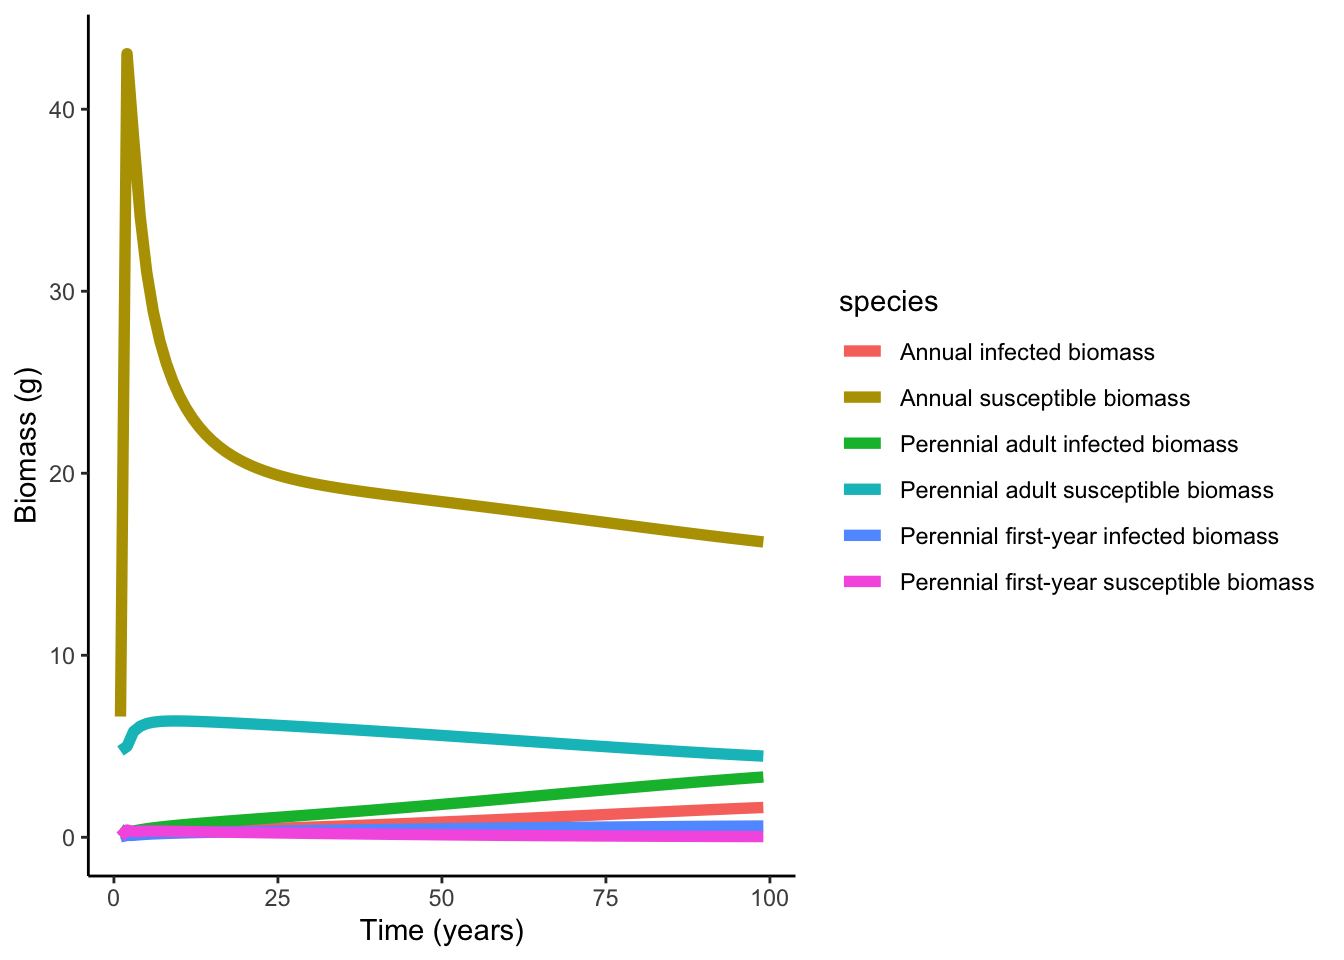 40
30
20
10
0
Biomass (g)
0 25 50 75 100
Time (years)
species
Annual infected biomass
Annual susceptible biomass
Perennial adult infected biomass
Perennial adult susceptible biomass
Perennial first-year infected biomass
Perennial first-year susceptible biomass